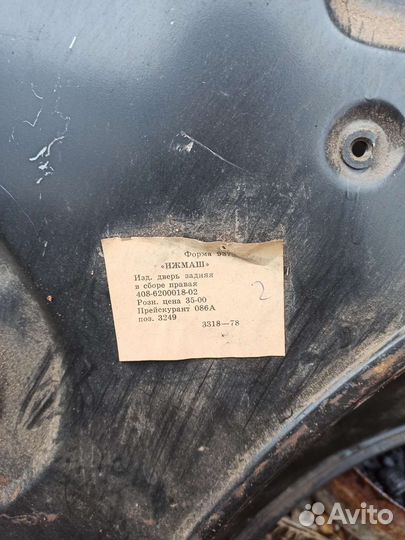 Форма
«ИЖМАШ»
Изд. дверь задняя
в сборе правая
408-6200018-02
Розн. цена 35-00
Прейскурант 086А
поз. 3249
3318—78
2
Avito